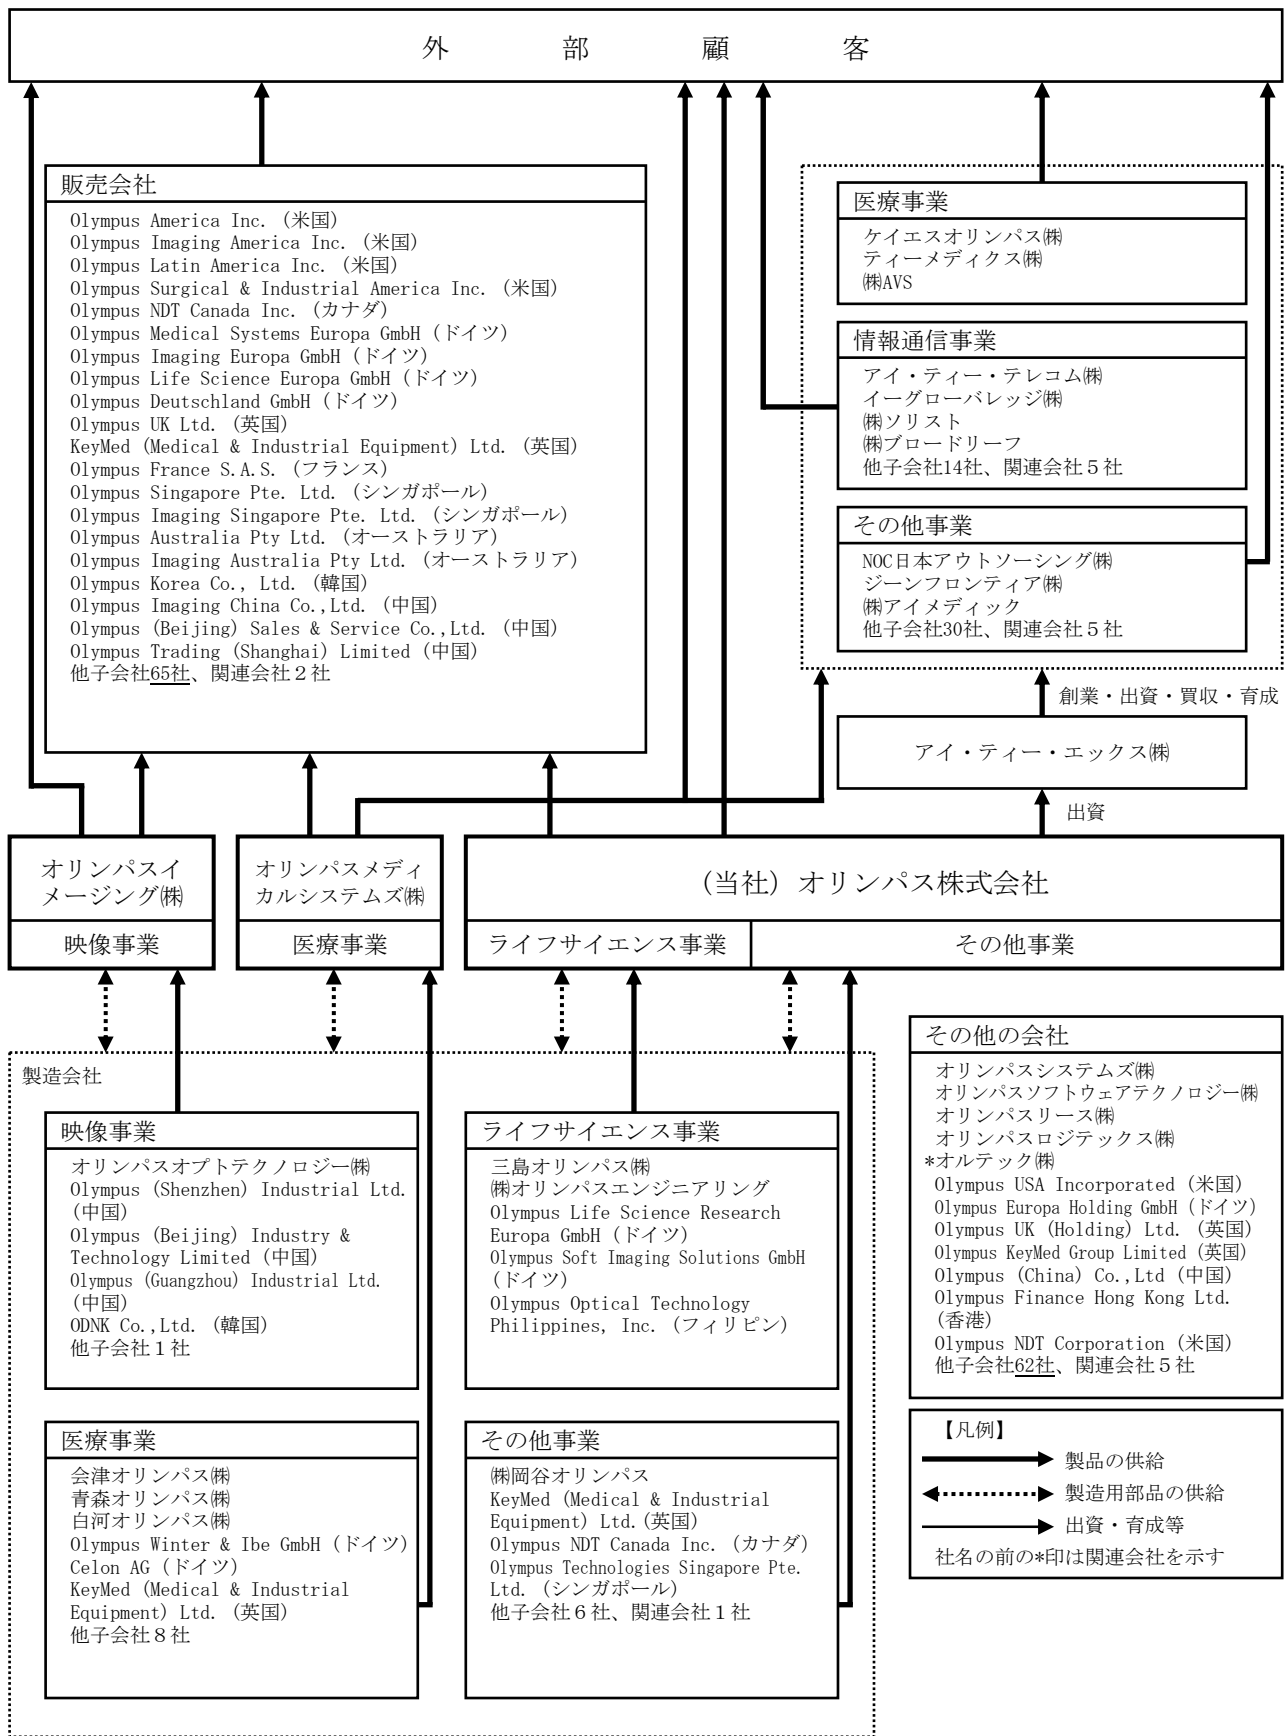 外部顧客
販売会社
Olympus America Inc. (米国)
Olympus Imaging America Inc. (米国)
Olympus Latin America Inc. (米国)
Olympus Surgical & Industrial America Inc. (米国)
Olympus NDT Canada Inc. (カナダ)
Olympus Medical Systems Europa GmbH (ドイツ)
Olympus Imaging Europa GmbH (ドイツ)
Olympus Life Science Europa GmbH (ドイツ)
Olympus Deutschland GmbH (ドイツ)
Olympus UK Ltd. (英国)
KeyMed (Medical & Industrial Equipment) Ltd. (英国)
Olympus France S.A.S. (フランス)
Olympus Singapore Pte. Ltd. (シンガポール)
Olympus Imaging Singapore Pte. Ltd. (シンガポール)
Olympus Australia Pty Ltd. (オーストラリア)
Olympus Imaging Australia Pty Ltd. (オーストラリア)
Olympus Korea Co., Ltd. (韓国)
Olympus Imaging China Co.,Ltd. (中国)
Olympus (Beijing) Sales & Service Co.,Ltd. (中国)
Olympus Trading (Shanghai) Limited (中国)
他子会社65社、関連会社２社
医療事業
ケイエスオリンパス㈱
ティーメディクス㈱
㈱AVS
情報通信事業
アイ・ティー・テレコム㈱
イーグローバレッジ㈱
㈱ソリスト
㈱ブロードリーフ
他子会社14社、関連会社５社
その他事業
NOC日本アウトソーシング㈱
ジーンフロンティア㈱
㈱アイメディック
他子会社30社、関連会社５社
創業・出資・買収・育成
アイ・ティー・エックス㈱
出資
オリンパスイ
メージング㈱
映像事業
オリンパスメディ
カルシステムズ㈱
医療事業
(当社) オリンパス株式会社
ライフサイエンス事業
その他事業
製造会社
映像事業
オリンパスオプトテクノロジー㈱
Olympus (Shenzhen) Industrial Ltd.
(中国)
Olympus (Beijing) Industry &
Technology Limited (中国)
Olympus (Guangzhou) Industrial Ltd.
(中国)
ODNK Co.,Ltd. (韓国)
他子会社１社
ライフサイエンス事業
三島オリンパス㈱
㈱オリンパスエンジニアリング
Olympus Life Science Research
Europa GmbH (ドイツ)
Olympus Soft Imaging Solutions GmbH
(ドイツ)
Olympus Optical Technology
Philippines, Inc. (フィリピン)
医療事業
会津オリンパス㈱
青森オリンパス㈱
白河オリンパス㈱
Olympus Winter & Ibe GmbH (ドイツ)
Celon AG (ドイツ)
KeyMed (Medical & Industrial
Equipment) Ltd. (英国)
他子会社８社
その他事業
㈱岡谷オリンパス
KeyMed (Medical & Industrial
Equipment) Ltd.(英国)
Olympus NDT Canada Inc. (カナダ)
Olympus Technologies Singapore Pte.
Ltd. (シンガポール)
他子会社６社、関連会社１社
その他の会社
オリンパスシステムズ㈱
オリンパスソフトウェアテクノロジー㈱
オリンパスリース㈱
オリンパスロジテックス㈱
*オルテック㈱
Olympus USA Incorporated (米国)
Olympus Europa Holding GmbH (ドイツ)
Olympus UK (Holding) Ltd. (英国)
Olympus KeyMed Group Limited (英国)
Olympus (China) Co.,Ltd (中国)
Olympus Finance Hong Kong Ltd.
(香港)
Olympus NDT Corporation (米国)
他子会社62社、関連会社５社
【凡例】
製品の供給
製造用部品の供給
出資・育成等
社名の前の*印は関連会社を示す